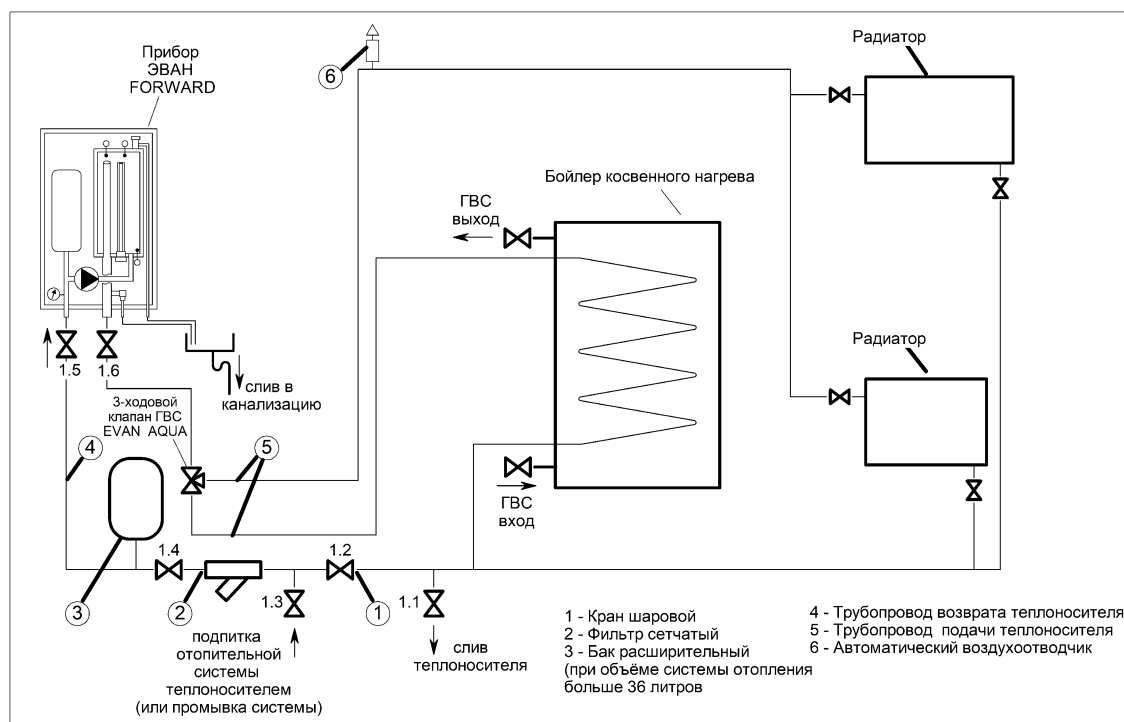 Прибор
ЭВАН
FORWARD
6
Радиатор
Бойлер косвенного нагрева
ГВС
выход
1.5
1.6
слив в
канализацию
Радиатор
3-ходовой
клапан ГВС
EVAN AQUA
4
5
ГВС
вход
1.4
1.2
3
2
1.3
1
1.1
подпитка
отопительной
системы
теплоносителем
(или промывка системы)
слив
теплоносителя
1 - Кран шаровой
2 - Фильтр сетчатый
3 - Бак расширительный
(при объёме системы отопления
больше 36 литров
4 - Трубопровод возврата теплоносителя
5 - Трубопровод подачи теплоносителя
6 - Автоматический воздухоотводчик